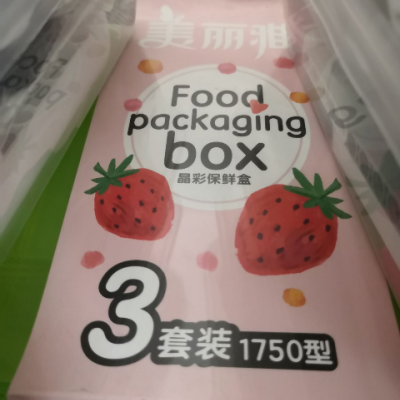 美丽雅
Food
packaging
box
晶彩保鲜盒
3套装 1750型